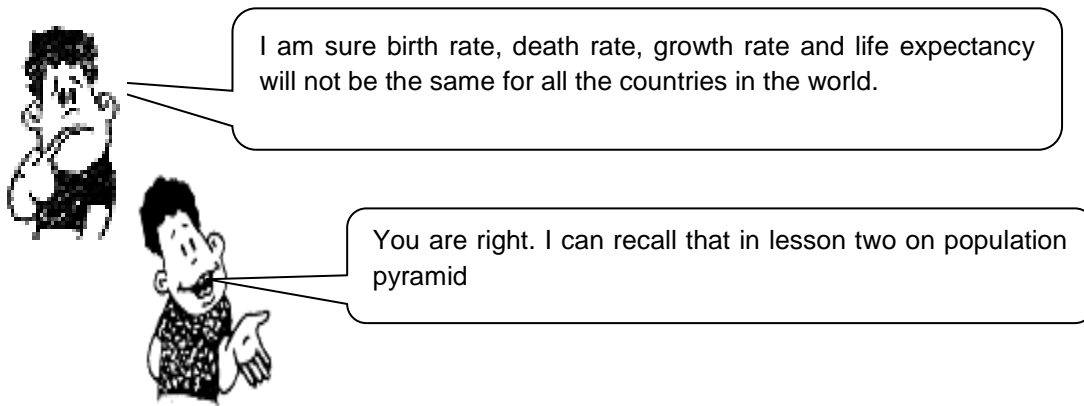 I am sure birth rate, death rate, growth rate and life expectancy
will not be the same for all the countries in the world.
You are right. I can recall that in lesson two on population
pyramid